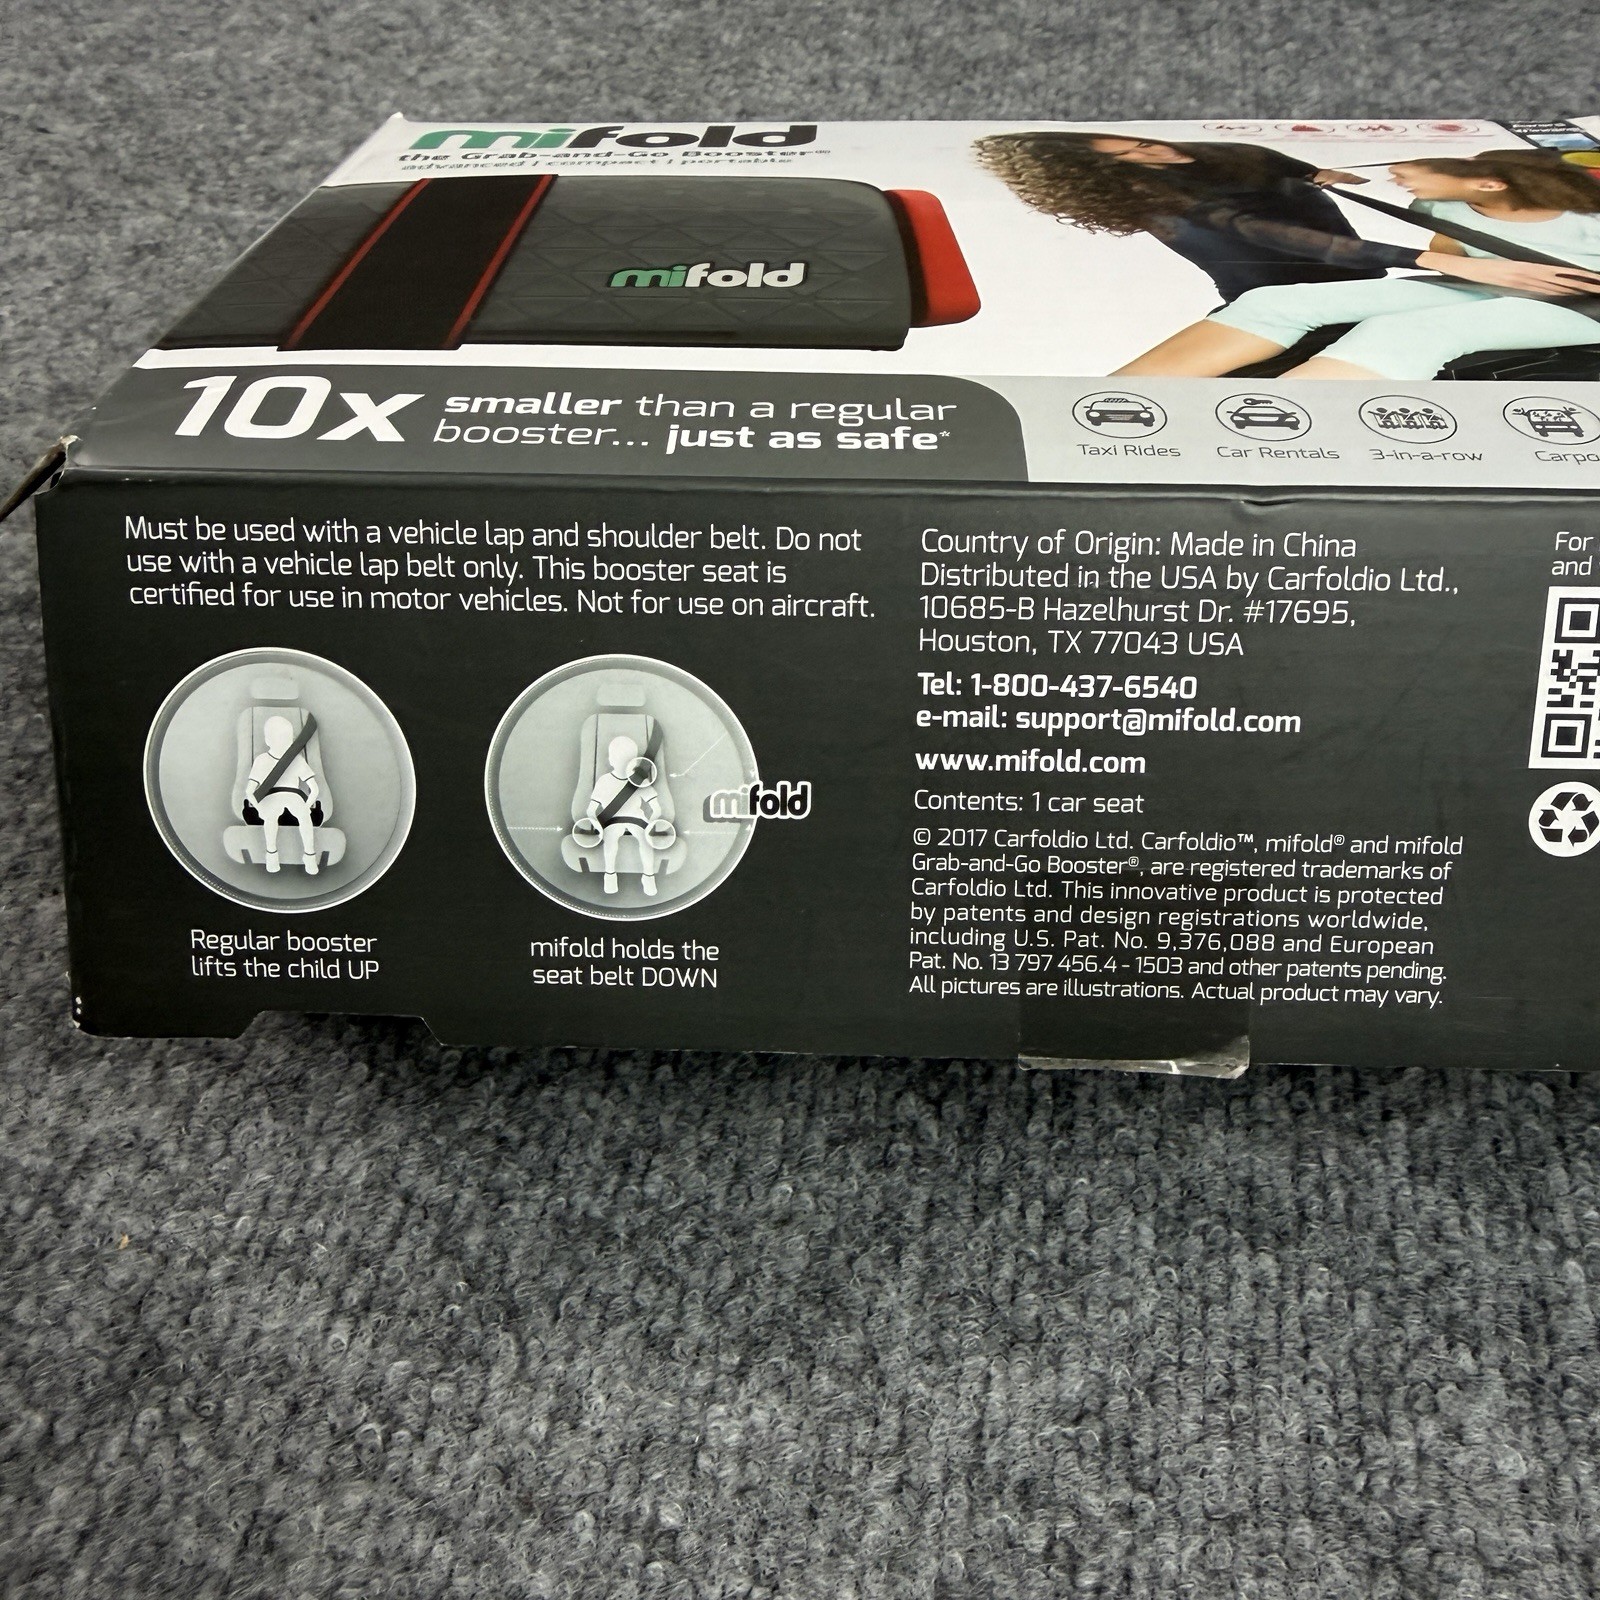 mifold
the Grab-and-Go Booster®
advanced | compact | portable
mifold
10x smaller than a regular
booster... just as safe*
Taxi Rides
Car Rentals
3-in-a-row
Carpo
Must be used with a vehicle lap and shoulder belt. Do not
use with a vehicle lap belt only. This booster seat is
certified for use in motor vehicles. Not for use on aircraft.
mifold
Regular booster
lifts the child UP
mifold holds the
seat belt DOWN
Country of Origin: Made in China
Distributed in the USA by Carfoldio Ltd.,
10685-B Hazelhurst Dr. #17695,
Houston, TX 77043 USA
Tel: 1-800-437-6540
e-mail: support@mifold.com
www.mifold.com
Contents: 1 car seat
© 2017 Carfoldio Ltd. Carfoldio™, mifold® and mifold
Grab-and-Go Booster®, are registered trademarks of
Carfoldio Ltd. This innovative product is protected
by patents and design registrations worldwide,
including U.S. Pat. No. 9,376,088 and European
Pat. No. 13 797 456.4 - 1503 and other patents pending.
All pictures are illustrations. Actual product may vary.
For
and